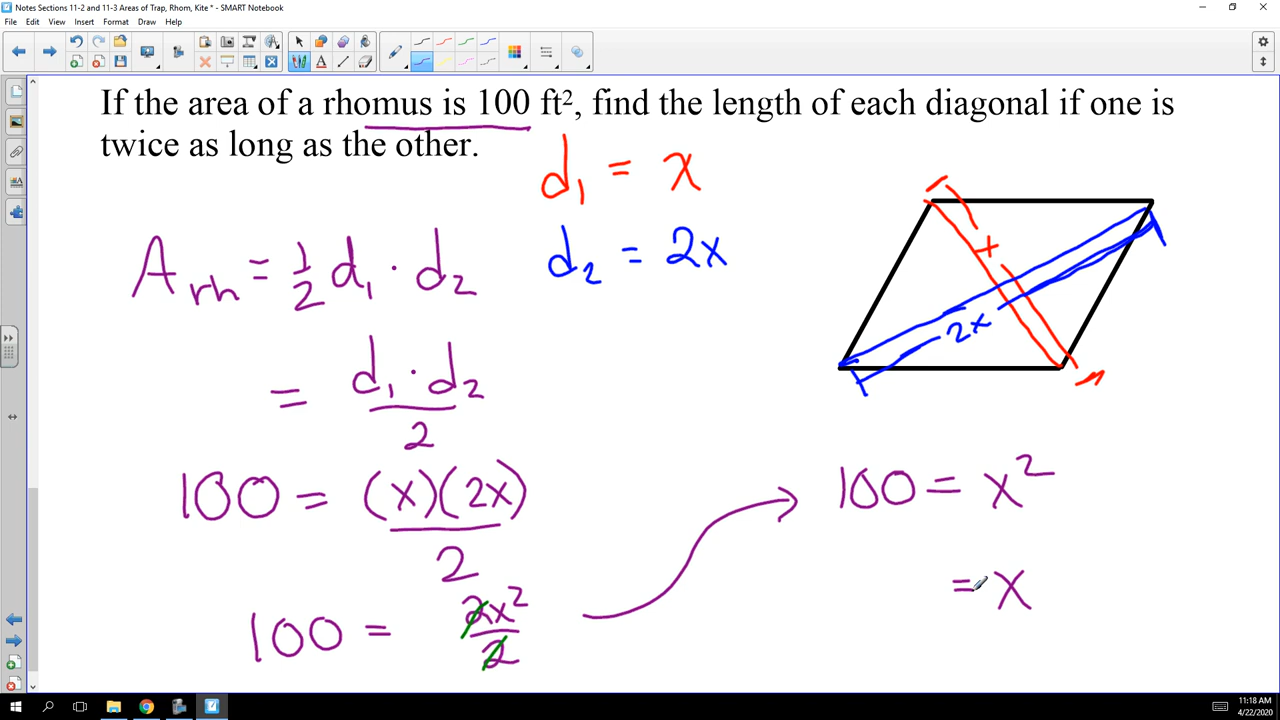 Notes Sections 11-2 and 11-3 Areas of Trap, Rhom, Kite * - SMART Notebook
File Edit View Insert Format Draw Help
If the area of a rhomus is 100 ft², find the length of each diagonal if one is
twice as long as the other.
d₁ = x
d₂ = 2x
A rh = 1/2 d₁ · d₂
= d₁ · d₂ / 2
100 = (x)(2x) / 2
100 = 2x² / 2
x
2x
100 = x²
= x
11:18 AM
4/22/2020